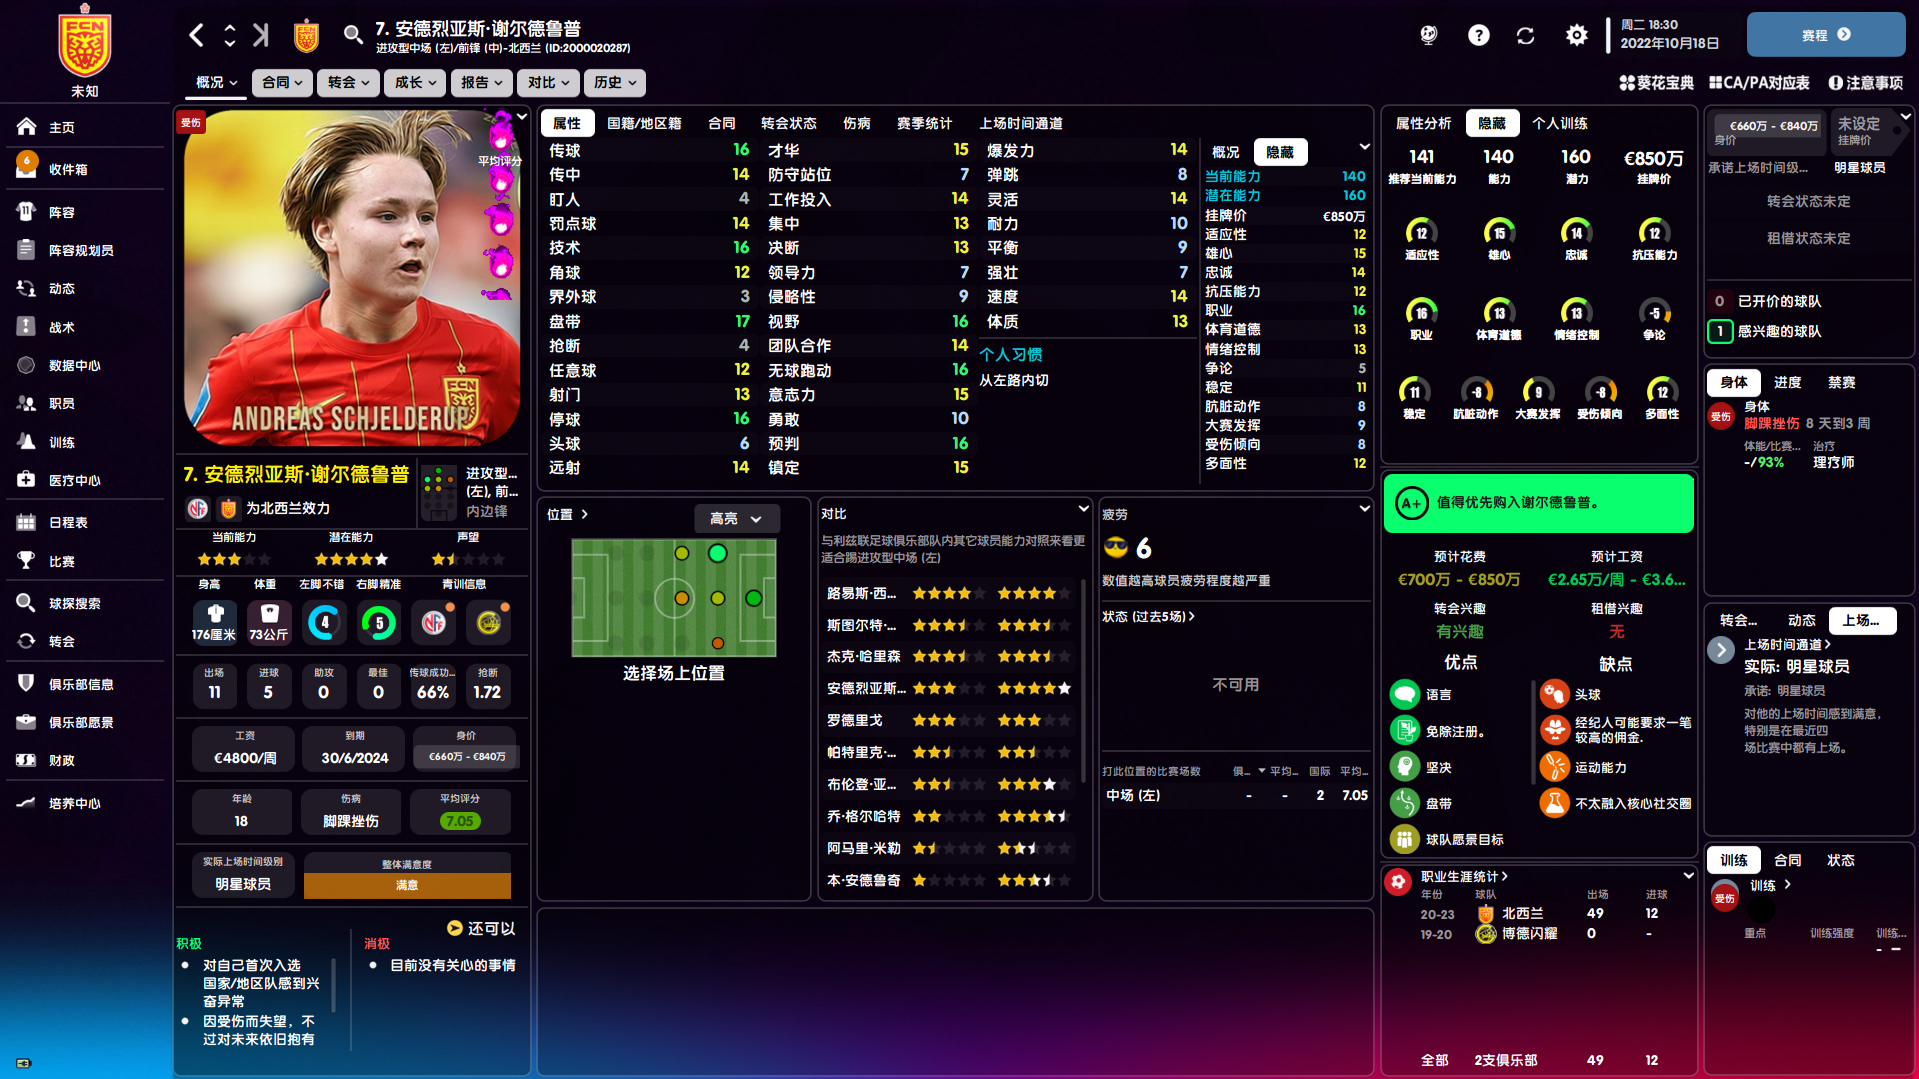 未知
主页
6
收件箱
阵容
阵容规划员
动态
战术
数据中心
职员
训练
医疗中心
日程表
比赛
球探搜索
转会
俱乐部信息
俱乐部愿景
财政
培养中心
7. 安德烈亚斯·谢尔德鲁普
进攻型中场 (左)/前锋 (中)-北西兰 (ID:2000020287)
周二 18:30
2022年10月18日
赛程
概况 合同 转会 成长 报告 对比 历史
葵花宝典 CA/PA对应表 注意事项
受伤
平均评分
FCN
ANDREAS SCHJELDERUP
7. 安德烈亚斯·谢尔德鲁普
为北西兰效力
进攻型...
(左), 前...
内边锋
当前能力 潜在能力 声望
身高 体重 左脚不错 右脚精准 青训信息
176厘米 73公斤 4 5
出场 进球 助攻 最佳 传球成功... 抢断
11 5 0 0 66% 1.72
工资 到期 身价
€4800/周 30/6/2024 €660万 - €840万
年龄 伤病 平均评分
18 脚踝挫伤 7.05
实际上场时间级别 整体满意度
明星球员 满意
还可以
积极 消极
对自己首次入选
国家/地区队感到兴
奋异常
因受伤而失望，不
过对未来依旧抱有
目前没有关心的事情
属性 国籍/地区籍 合同 转会状态 伤病 赛季统计 上场时间通道
传球 16 才华 15 爆发力 14
传中 14 防守站位 7 弹跳 8
盯人 4 工作投入 14 灵活 14
罚点球 14 集中 13 耐力 10
技术 16 决断 13 平衡 9
角球 12 领导力 7 强壮 7
界外球 3 侵略性 9 速度 14
盘带 17 视野 16 体质 13
抢断 4 团队合作 14
任意球 12 无球跑动 16
射门 13 意志力 15
停球 16 勇敢 10
头球 6 预判 16
远射 14 镇定 15
个人习惯
从左路内切
概况 隐藏
当前能力 140
潜在能力 160
挂牌价 €850万
适应性 12
雄心 15
忠诚 14
抗压能力 12
职业 16
体育道德 13
情绪控制 13
争论 5
稳定 11
肮脏动作 8
大赛发挥 9
受伤倾向 8
多面性 12
位置 高亮
选择场上位置
对比
与利兹联足球俱乐部队内其它球员能力对照来看更
适合踢进攻型中场 (左)
路易斯·西...
斯图尔特·...
杰克·哈里森
安德烈亚斯...
罗德里戈
帕特里克·...
布伦登·亚...
乔·格尔哈特
阿马里·米勒
本·安德鲁奇
疲劳
6
数值越高球员疲劳程度越严重
状态 (过去5场)
不可用
打此位置的比赛场数 俱... 平均... 国际 平均...
中场 (左) - - 2 7.05
属性分析 隐藏 个人训练
141 140 160 €850万
推荐当前能力 能力 潜力 挂牌价
12 15 14 12
适应性 雄心 忠诚 抗压能力
16 13 13 -5
职业 体育道德 情绪控制 争论
11 -8 9 -8 12
稳定 肮脏动作 大赛发挥 受伤倾向 多面性
A+ 值得优先购入谢尔德鲁普。
预计花费 预计工资
€700万 - €850万 €2.65万/周 - €3.6...
转会兴趣 租借兴趣
有兴趣 无
优点 缺点
语言
免除注册。
坚决
盘带
球队愿景目标
头球
经纪人可能要求一笔
较高的佣金.
运动能力
不太融入核心社交圈
职业生涯统计
年份 球队 出场 进球
20-23 北西兰 49 12
19-20 博德闪耀 0 -
全部 2支俱乐部 49 12
€660万 - €840万
身价
未设定
挂牌价
承诺上场时间级... 明星球员
转会状态未定
租借状态未定
0 已开价的球队
1 感兴趣的球队
身体 进度 禁赛
受伤
身体
脚踝挫伤 8 天到3 周
体能/比赛... 治疗
-/93% 理疗师
转会... 动态 上场...
上场时间通道
实际: 明星球员
承诺: 明星球员
对他的上场时间感到满意，
特别是在最近四
场比赛中都有上场。
训练 合同 状态
受伤
训练
重点 训练强度 训练...
- -